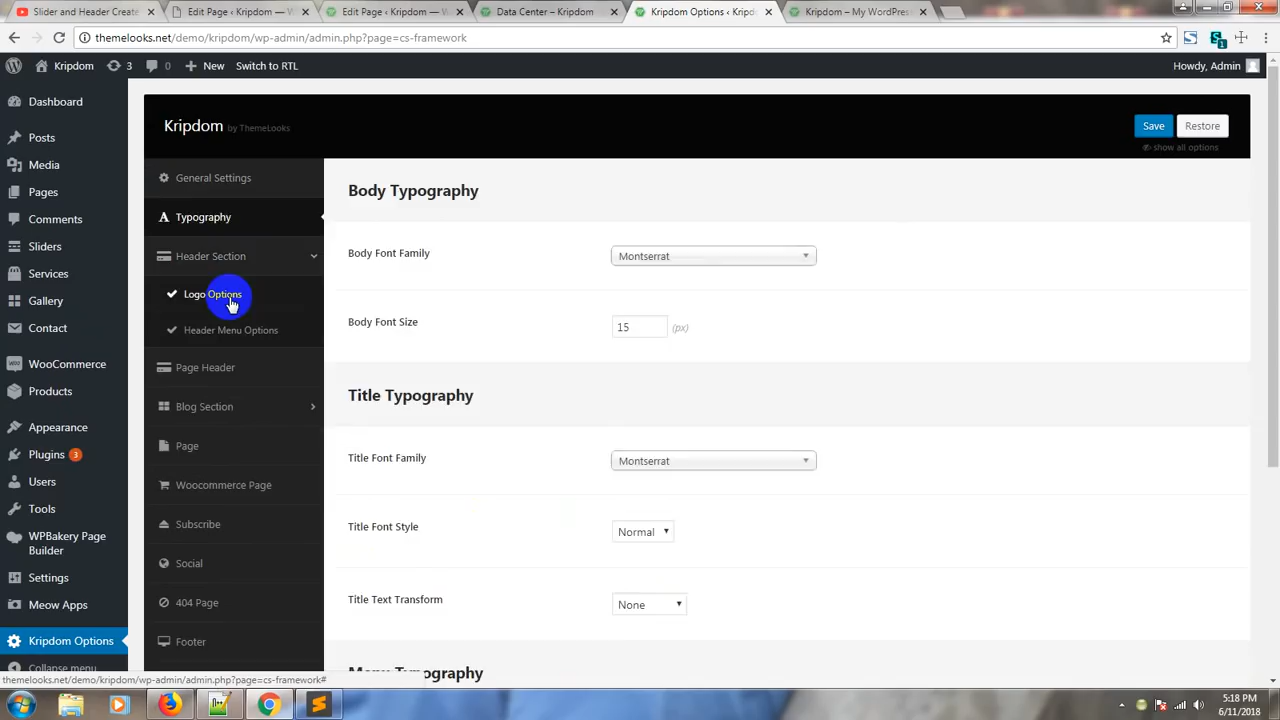 Slider and Header Create
Edit Page ‹ Kripdom — W
Edit Page ‹ Kripdom — W
Data Center – Kripdom
Kripdom Options ‹ Kripd
Kripdom – My WordPres
themelooks.net/demo/kripdom/wp-admin/admin.php?page=cs-framework
1
Kripdom
3
0
New
Switch to RTL
Howdy, Admin
Dashboard
Posts
Media
Pages
Comments
Sliders
Services
Gallery
Contact
WooCommerce
Products
Appearance
Plugins 3
Users
Tools
WPBakery Page
Builder
Settings
Meow Apps
Kripdom Options
Collapse menu
Kripdom by ThemeLooks
Save
Restore
show all options
General Settings
Typography
Header Section
Logo Options
Header Menu Options
Page Header
Blog Section
Page
Woocommerce Page
Subscribe
Social
404 Page
Footer
Body Typography
Body Font Family
Montserrat
Body Font Size
15
(px)
Title Typography
Title Font Family
Montserrat
Title Font Style
Normal
Title Text Transform
None
Menu Typography
themelooks.net/demo/kripdom/wp-admin/admin.php?page=cs-framework#
5:18 PM
6/11/2018